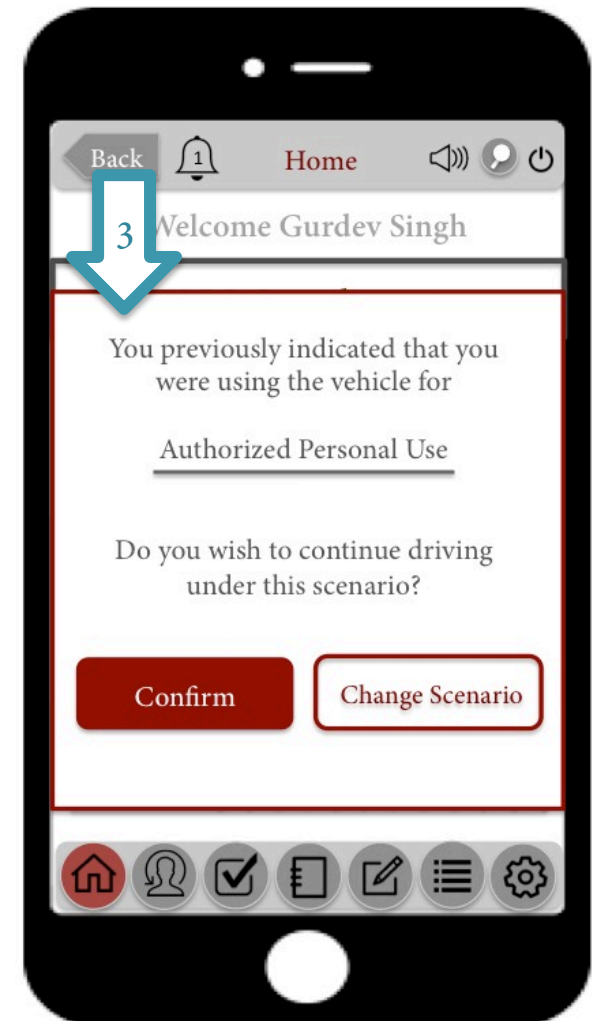 Back 1 Home
3
Welcome Gurdev Singh
You previously indicated that you
were using the vehicle for
Authorized Personal Use
Do you wish to continue driving
under this scenario?
Confirm
Change Scenario